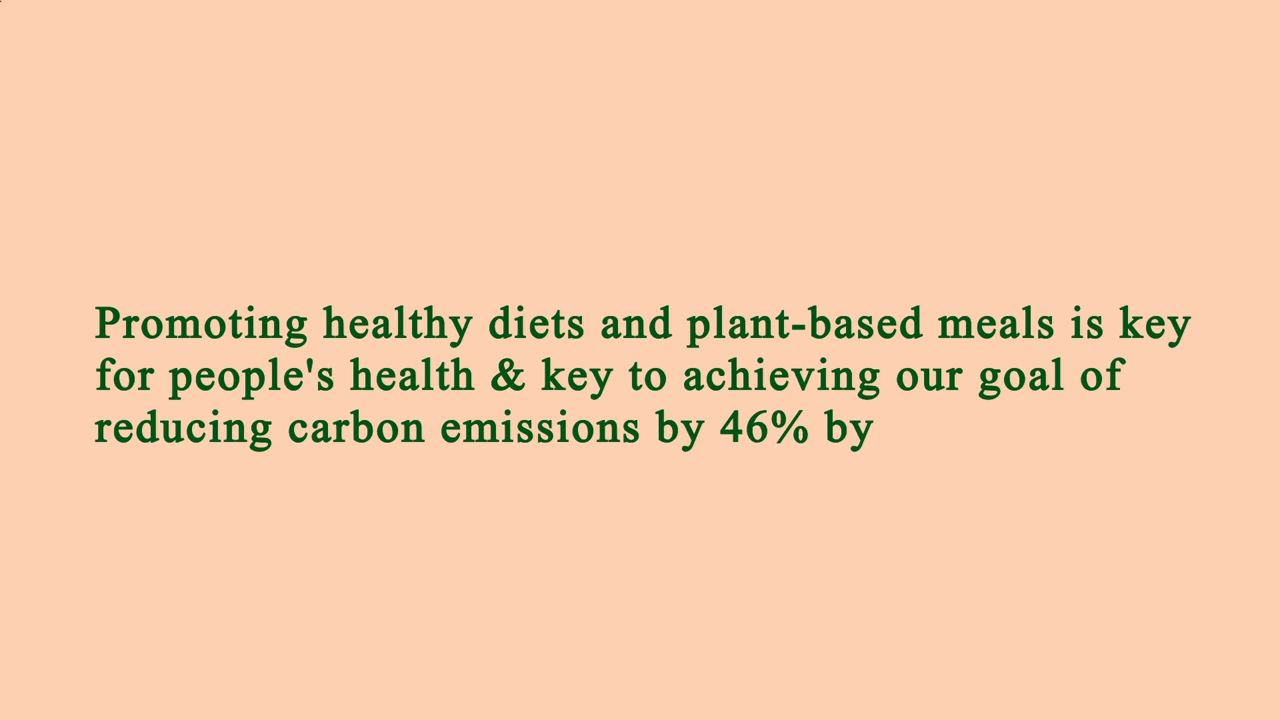 Promoting healthy diets and plant-based meals is key
for people's health & key to achieving our goal of
reducing carbon emissions by 46% by